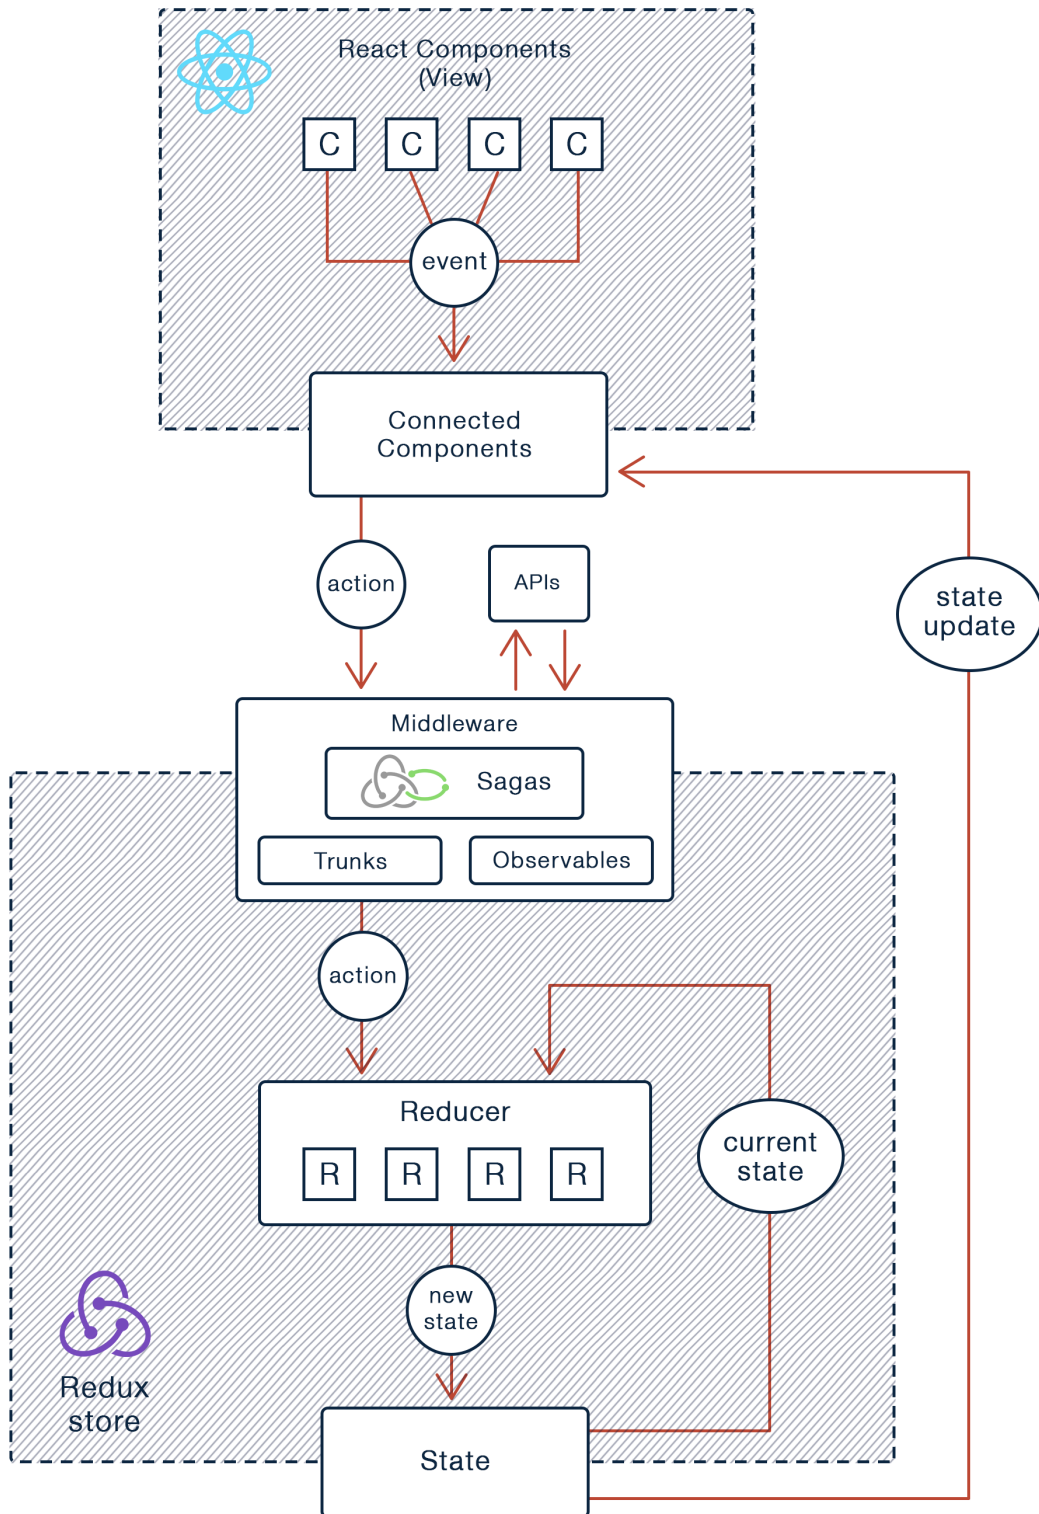 React Components
(View)
C C C C
event
Connected
Components
action
APIs
state
update
Middleware
Sagas
Trunks
Observables
action
Reducer
R R R R
current
state
new
state
Redux
store
State